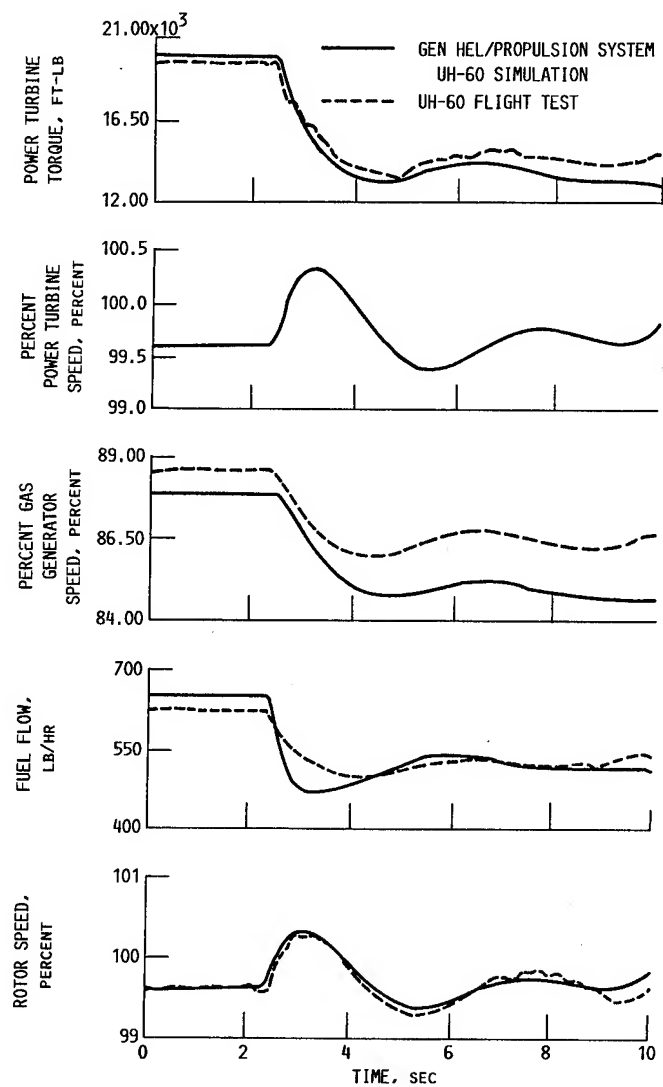 21.00x10³
16.50
12.00
POWER TURBINE
TORQUE, FT-LB
GEN HEL/PROPULSION SYSTEM
UH-60 SIMULATION
UH-60 FLIGHT TEST
100.5
100.0
99.5
99.0
PERCENT
POWER TURBINE
SPEED, PERCENT
89.00
86.50
84.00
PERCENT GAS
GENERATOR
SPEED, PERCENT
700
550
400
FUEL FLOW,
LB/HR
101
100
99
ROTOR SPEED,
PERCENT
0 2 4 6 8 10
TIME, SEC